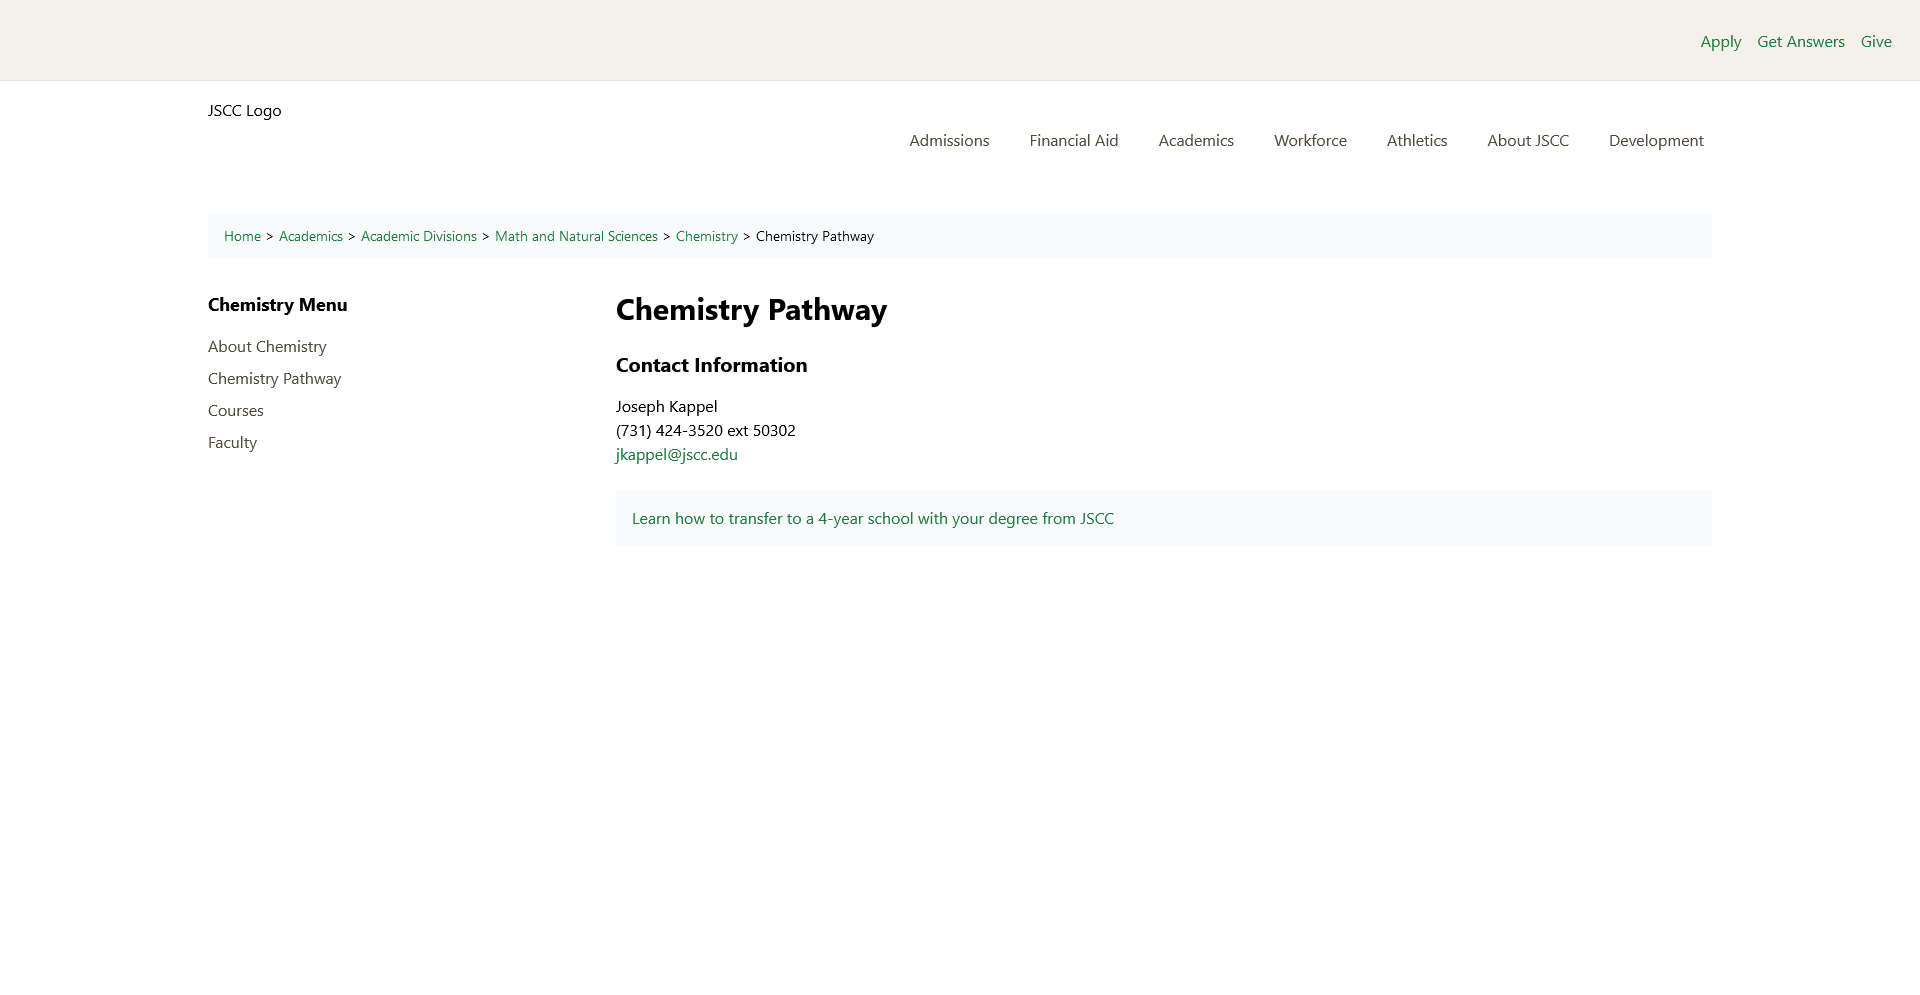 Apply Get Answers Give
JSCC Logo
Admissions Financial Aid Academics Workforce Athletics About JSCC Development
Home > Academics > Academic Divisions > Math and Natural Sciences > Chemistry > Chemistry Pathway
Chemistry Menu
About Chemistry
Chemistry Pathway
Courses
Faculty
Chemistry Pathway
Contact Information
Joseph Kappel
(731) 424-3520 ext 50302
jkappel@jscc.edu
Learn how to transfer to a 4-year school with your degree from JSCC